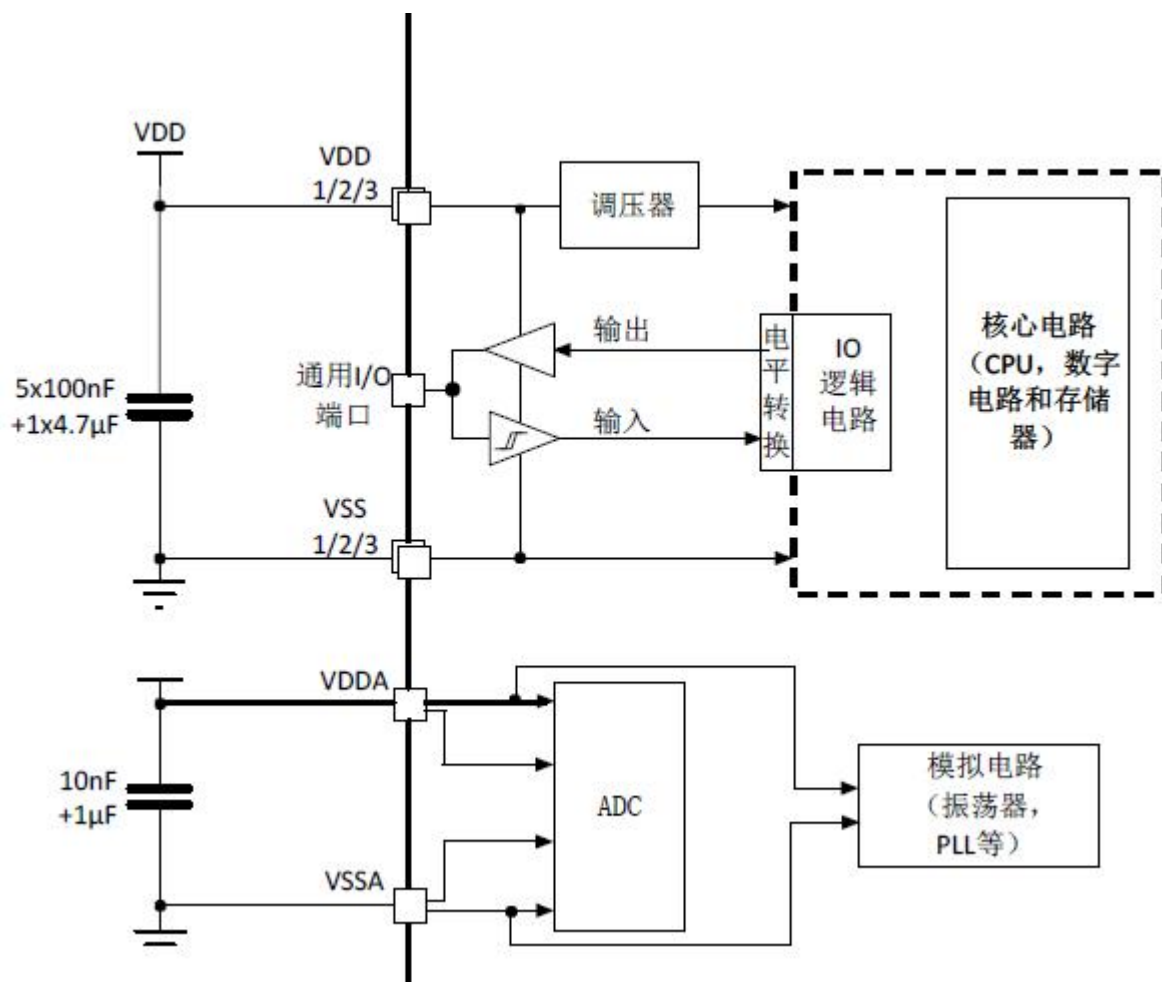 VDD
VDD
1/2/3
调压器
输出
通用I/O
端口
输入
电平转换
IO
逻辑
电路
核心电路
（CPU，数字
电路和存储
器）
5x100nF
+1x4.7μF
VSS
1/2/3
VDDA
10nF
+1μF
ADC
模拟电路
（振荡器，
PLL等）
VSSA